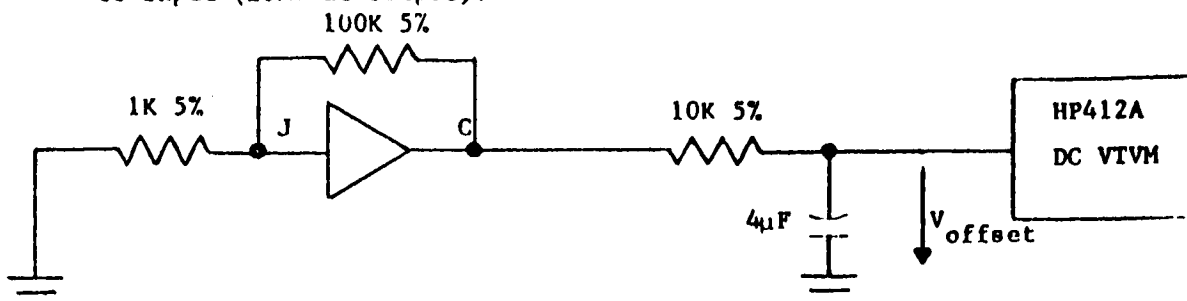 100K 5%
1K 5%
J
C
10K 5%
HP412A
DC VTVM
4μF
V offset